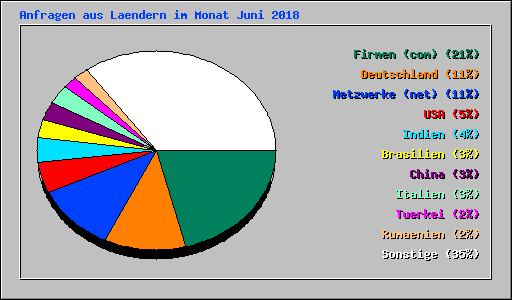 Anfragen aus Laendern im Monat Juni 2018
Firmen (com) (21%)
Deutschland (11%)
Netzwerke (net) (11%)
USA (5%)
Indien (4%)
Brasilien (3%)
China (3%)
Italien (3%)
Tuerkei (2%)
Rumaenien (2%)
Sonstige (35%)